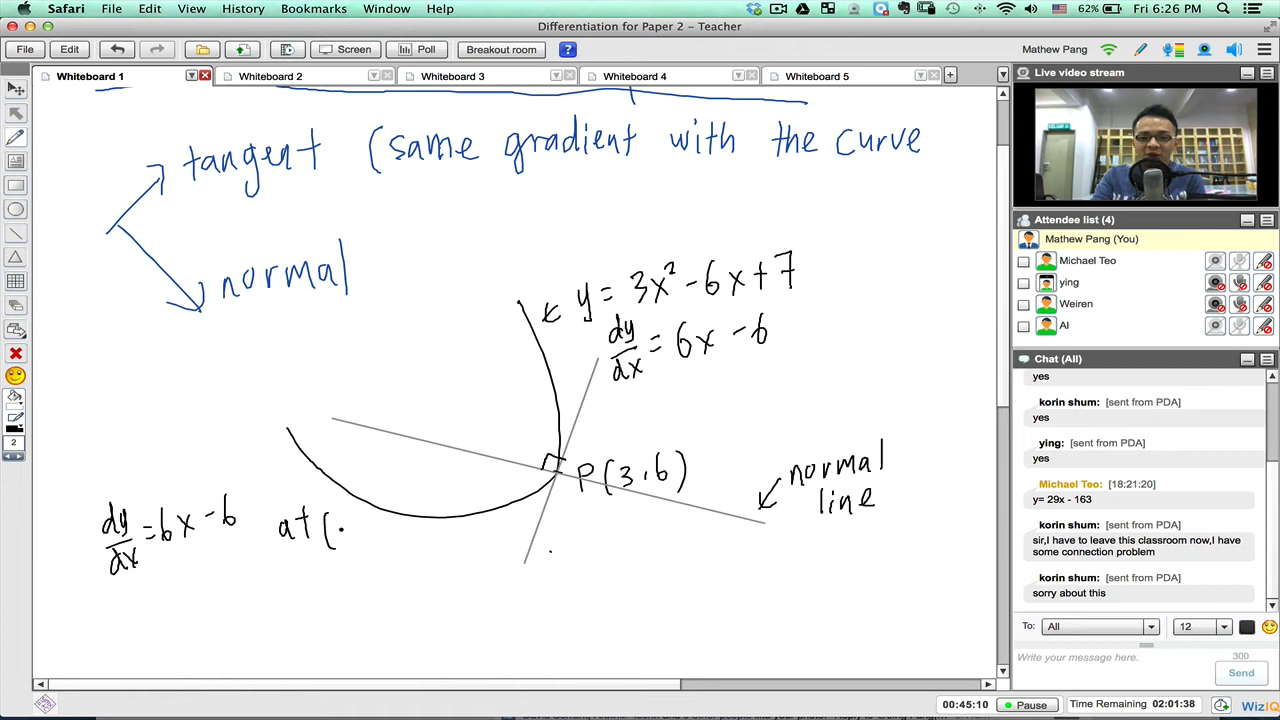 Safari File Edit View History Bookmarks Window Help
62% Fri 6:26 PM
Differentiation for Paper 2 - Teacher
File Edit Screen Poll Breakout room ? Mathew Pang
Whiteboard 1 Whiteboard 2 Whiteboard 3 Whiteboard 4 Whiteboard 5
tangent (same gradient with the curve
normal
y = 3x² - 6x + 7
dy/dx = 6x - 6
P(3,6)
normal
line
dy/dx = 6x - 6 at (
2
Live video stream
Attendee list (4)
Mathew Pang (You)
Michael Teo
ying
Weiren
Al
Chat (All)
yes
korin shum: [sent from PDA]
yes
ying: [sent from PDA]
yes
Michael Teo: [18:21:20]
y= 29x - 163
korin shum: [sent from PDA]
sir,I have to leave this classroom now,I have
some connection problem
korin shum: [sent from PDA]
sorry about this
To: All 12
Write your message here... 300
Send
00:45:10 Pause Time Remaining 02:01:38 WizIQ